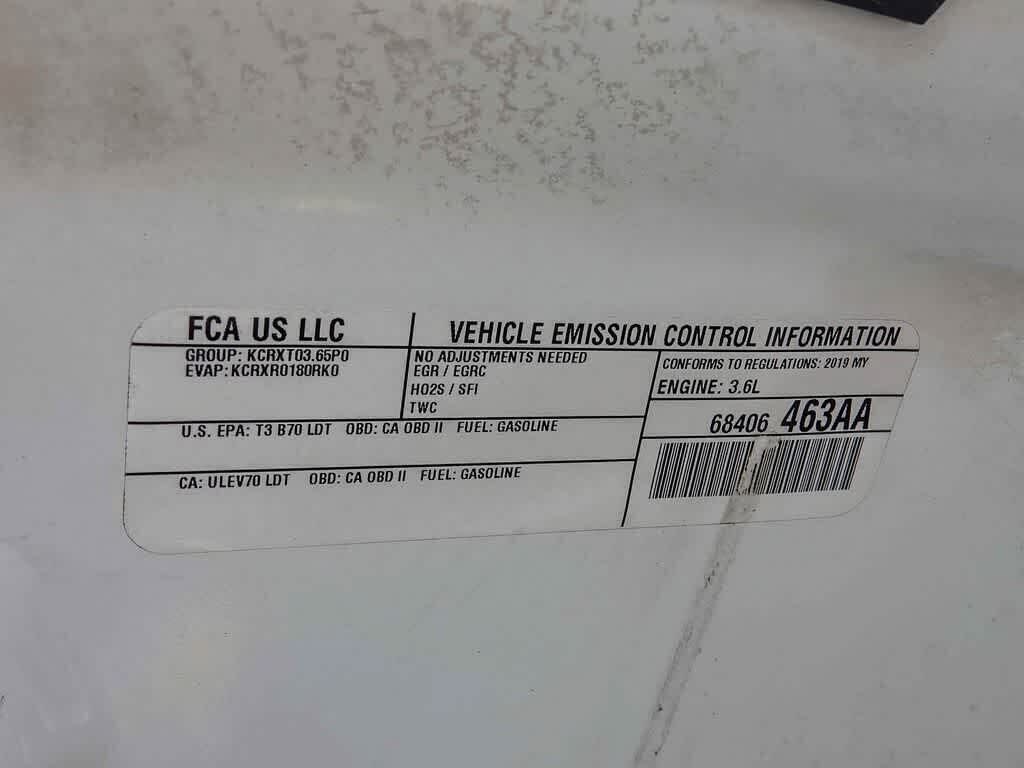 FCA US LLC
VEHICLE EMISSION CONTROL INFORMATION
GROUP: KCRXT03.65P0
EVAP: KCRXR0180RK0
NO ADJUSTMENTS NEEDED
EGR / EGRC
HO2S / SFI
TWC
CONFORMS TO REGULATIONS: 2019 MY
ENGINE: 3.6L
68406 463AA
U.S. EPA: T3 B70 LDT OBD: CA OBD II FUEL: GASOLINE
CA: ULEV70 LDT OBD: CA OBD II FUEL: GASOLINE